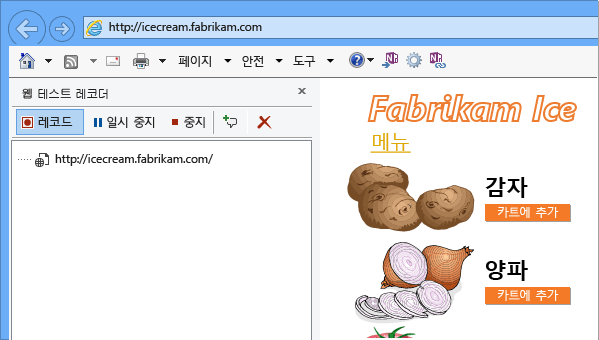 http://icecream.fabrikam.com
페이지 안전 도구
웹 테스트 레코더
레코드 일시 중지 중지
http://icecream.fabrikam.com/
Fabrikam Ice
메뉴
감자
카트에 추가
양파
카트에 추가